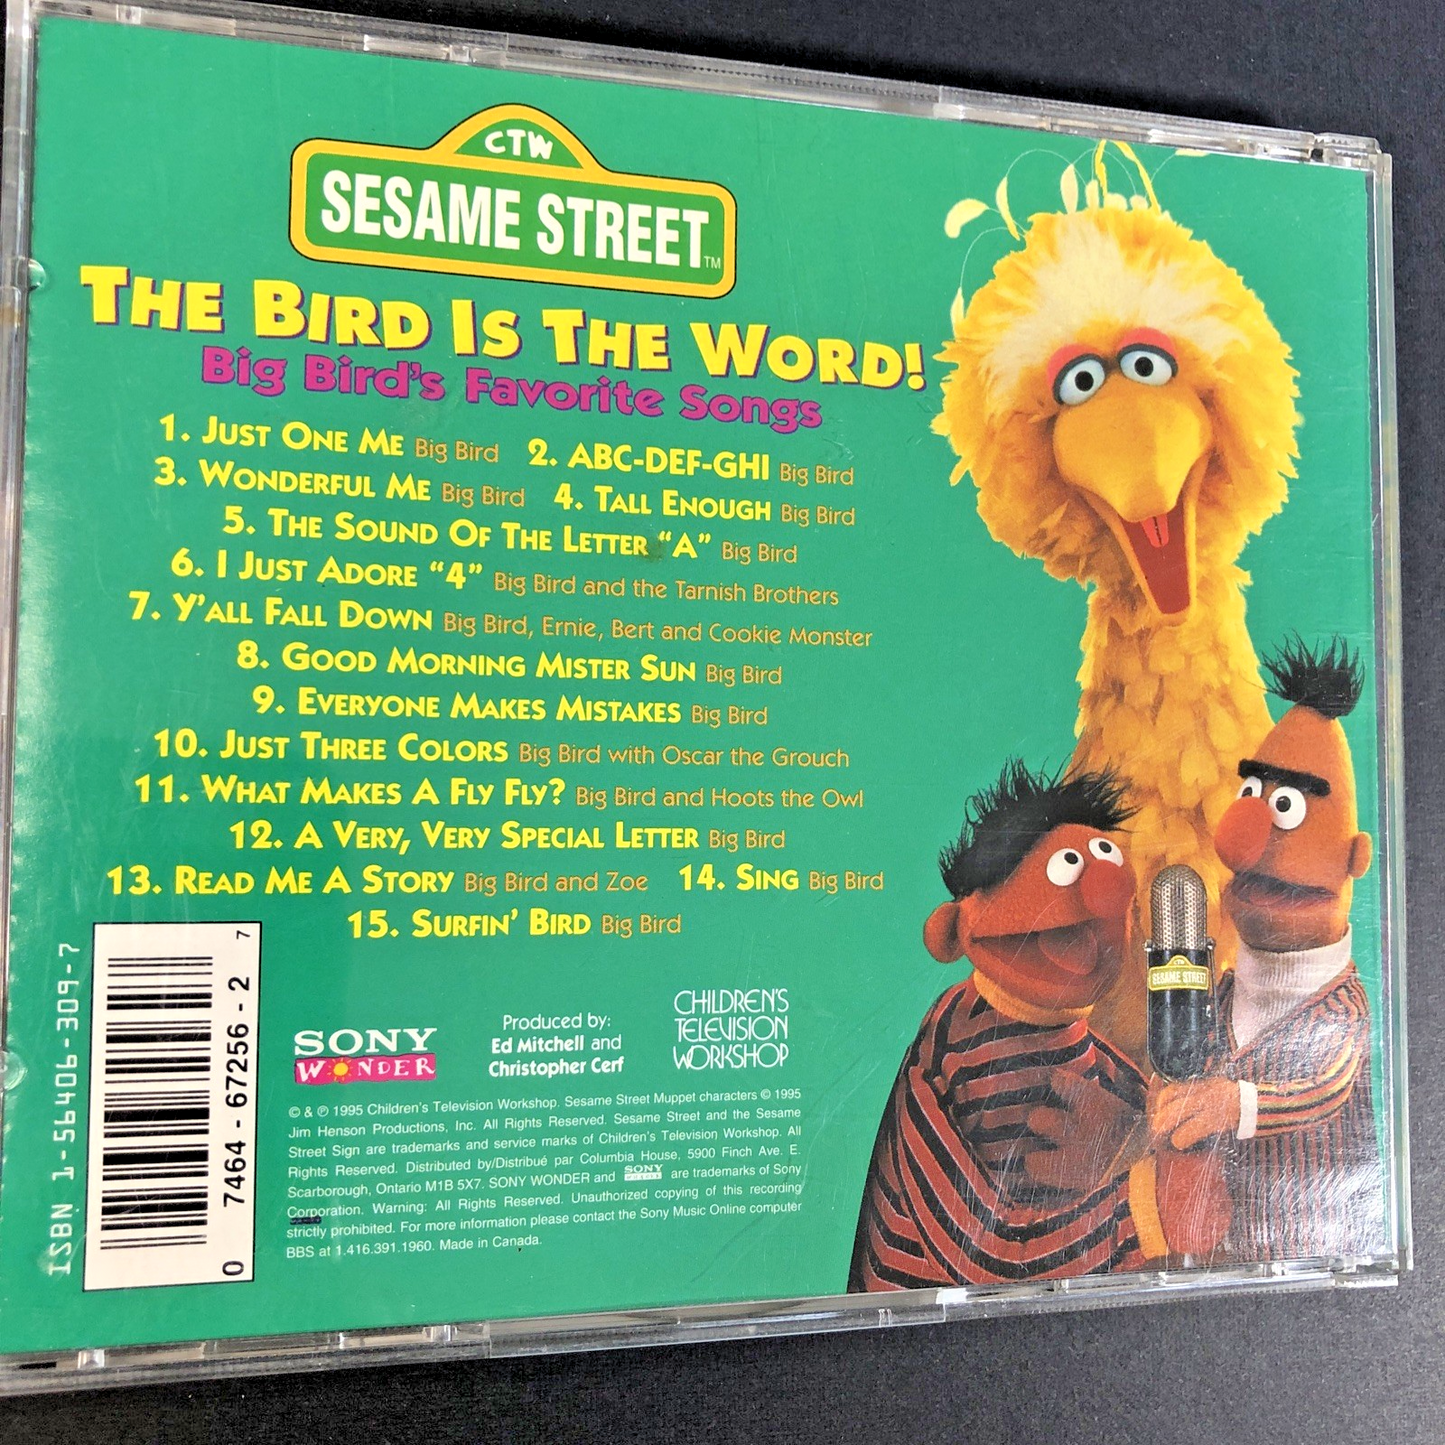 CTW
SESAME STREET™
THE BIRD IS THE WORD!
Big Bird's Favorite Songs
1. JUST ONE ME Big Bird 2. ABC-DEF-GHI Big Bird
3. WONDERFUL ME Big Bird 4. TALL ENOUGH Big Bird
5. THE SOUND OF THE LETTER “A” Big Bird
6. I JUST ADORE “4” Big Bird and the Tarnish Brothers
7. Y'ALL FALL DOWN Big Bird, Ernie, Bert and Cookie Monster
8. GOOD MORNING MISTER SUN Big Bird
9. EVERYONE MAKES MISTAKES Big Bird
10. JUST THREE COLORS Big Bird with Oscar the Grouch
11. WHAT MAKES A FLY FLY? Big Bird and Hoots the Owl
12. A VERY, VERY SPECIAL LETTER Big Bird
13. READ ME A STORY Big Bird and Zoe 14. SING Big Bird
15. SURFIN' BIRD Big Bird
ISBN 1-56406-309-7
0 7464 - 67256 - 2 7
SONY
WONDER
Produced by:
Ed Mitchell and
Christopher Cerf
CHILDREN'S
TELEVISION
WORKSHOP
© & ℗ 1995 Children's Television Workshop. Sesame Street Muppet characters © 1995
Jim Henson Productions, Inc. All Rights Reserved. Sesame Street and the Sesame
Street Sign are trademarks and service marks of Children's Television Workshop. All
Rights Reserved. Distributed by/Distribué par Columbia House, 5900 Finch Ave. E.
Scarborough, Ontario M1B 5X7. SONY WONDER and SONY WONDER are trademarks of Sony
Corporation. Warning: All Rights Reserved. Unauthorized copying of this recording
strictly prohibited. For more information please contact the Sony Music Online computer
BBS at 1.416.391.1960. Made in Canada.
CTW
SESAME STREET